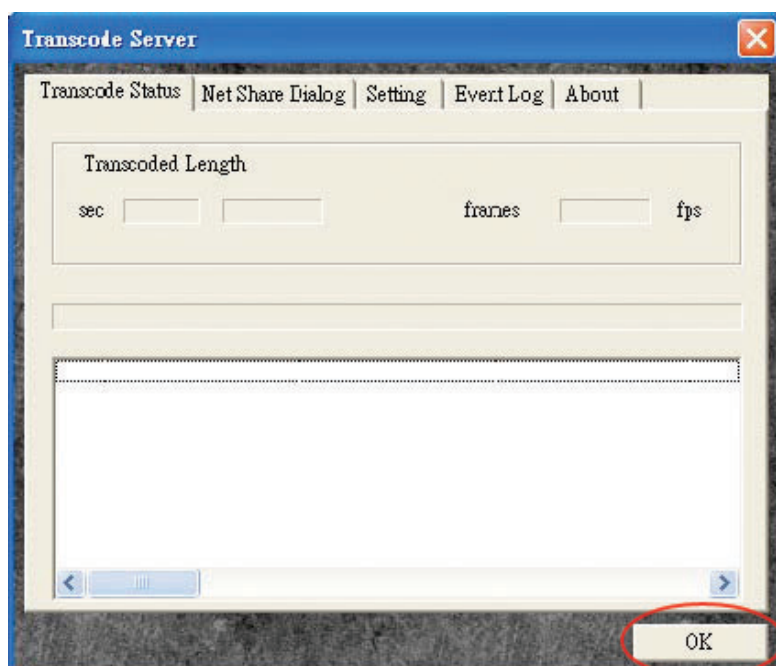 Transcode Server
Transcode Status Net Share Dialog Setting Event Log About
Transcoded Length
sec frames fps
OK